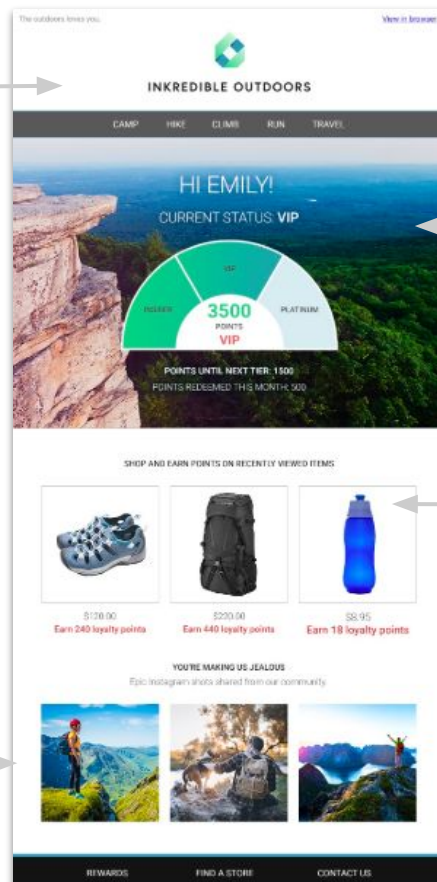 The outdoors loves you. View in browser
INKREDIBLE OUTDOORS
CAMP HIKE CLIMB RUN TRAVEL
HI EMILY!
CURRENT STATUS: VIP
VIP
INSIDER 3500 PLATINUM
POINTS
VIP
POINTS UNTIL NEXT TIER: 1500
POINTS REDEEMED THIS MONTH: 500
SHOP AND EARN POINTS ON RECENTLY VIEWED ITEMS
$120.00 $220.00 $8.95
Earn 240 loyalty points Earn 440 loyalty points Earn 18 loyalty points
YOU'RE MAKING US JEALOUS
Epic Instagram shots shared from our community.
REWARDS FIND A STORE CONTACT US